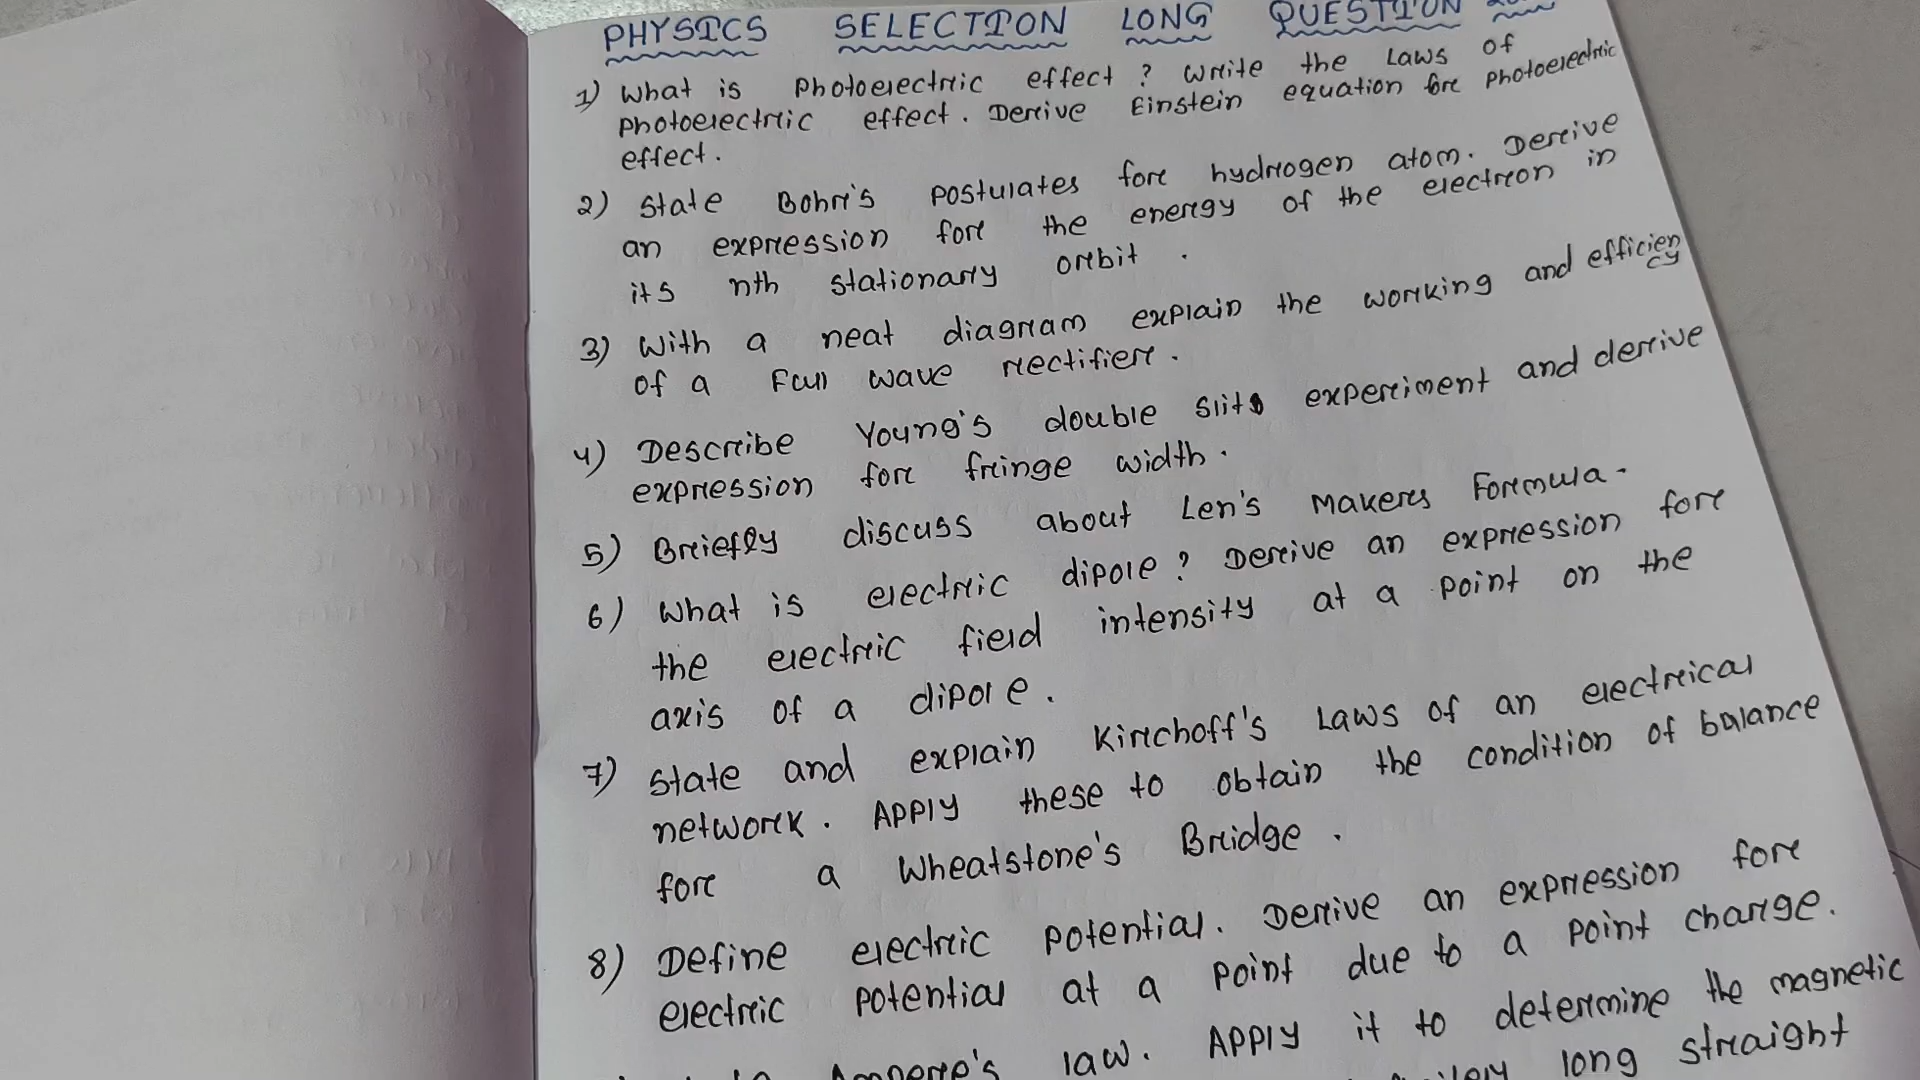 PHYSICS SELECTION LONG QUESTION
1) What is Photoelectric effect ? Write the Laws of
photoelectric effect. Derive Einstein equation fore photoelectric
effect.
2) State Bohr's postulates fore hydrogen atom. Derive
an expression fore the energy of the electron in
its nth stationary orbit .
3) With a neat diagram explain the working and efficiency
of a Full wave rectifier .
4) Describe Young's double slits experiment and derive
expression fore fringe width .
5) Briefly discuss about Len's Makers Formula -
6) What is electric dipole ? Derive an expression fore
the electric field intensity at a point on the
axis of a dipole .
7) State and explain Kirchoff's Laws of an electrical
network . Apply these to obtain the condition of balance
fore a Wheatstone's Bridge .
8) Define electric potential. Derive an expression fore
electric potential at a point due to a point charge .
law. Apply it to determine the magnetic
long straight